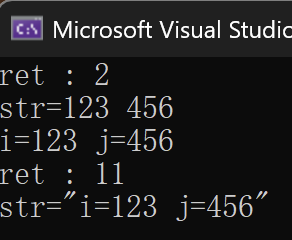 Microsoft Visual Studio
ret : 2
str=123 456
i=123 j=456
ret : 11
str="i=123 j=456"